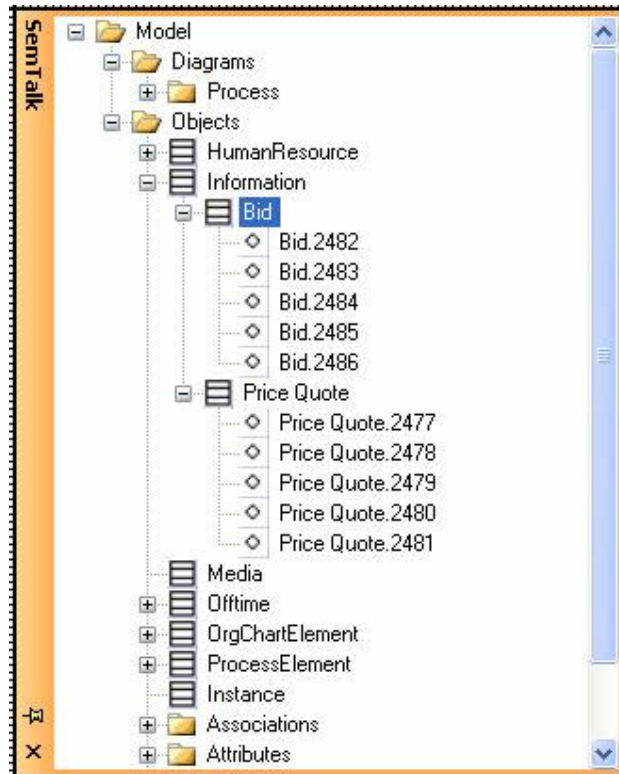 SemTalk
Model
Diagrams
Process
Objects
HumanResource
Information
Bid
Bid.2482
Bid.2483
Bid.2484
Bid.2485
Bid.2486
Price Quote
Price Quote.2477
Price Quote.2478
Price Quote.2479
Price Quote.2480
Price Quote.2481
Media
Offtime
OrgChartElement
ProcessElement
Instance
Associations
Attributes